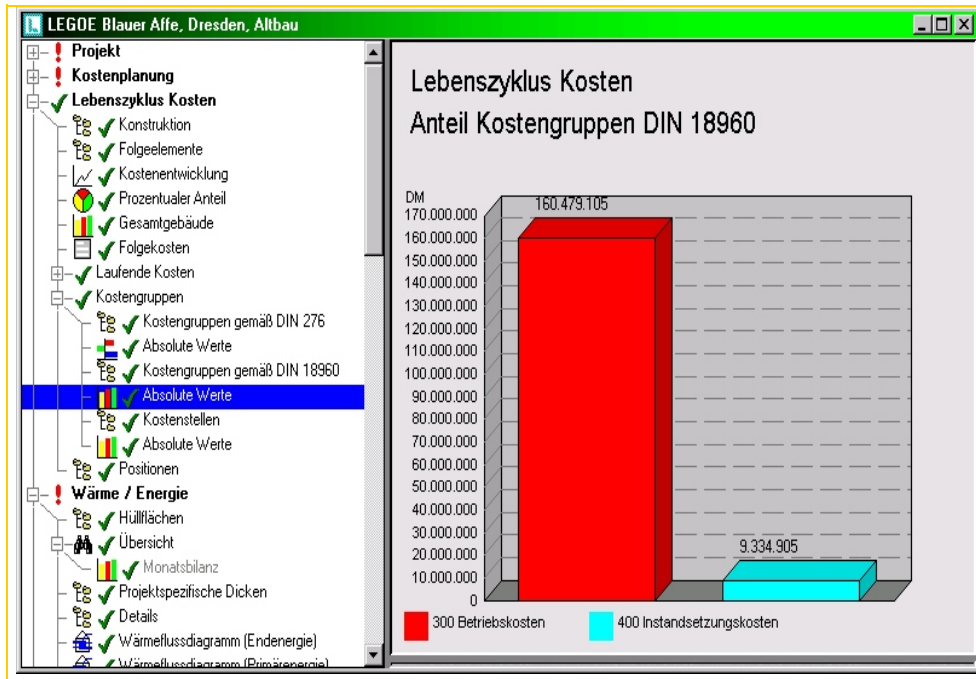 LEGOE Blauer Affe, Dresden, Altbau
Projekt
Kostenplanung
Lebenszyklus Kosten
Konstruktion
Folgeelemente
Kostenentwicklung
Prozentualer Anteil
Gesamtgebäude
Folgekosten
Laufende Kosten
Kostengruppen
Kostengruppen gemäß DIN 276
Absolute Werte
Kostengruppen gemäß DIN 18960
Absolute Werte
Kostenstellen
Absolute Werte
Positionen
Wärme / Energie
Hüllflächen
Übersicht
Monatsbilanz
Projektspezifische Dicken
Details
Wärmeflussdiagramm (Endenergie)
Wärmeflussdiagramm (Primärenergie)
Lebenszyklus Kosten
Anteil Kostengruppen DIN 18960
DM
170.000.000
160.000.000
150.000.000
140.000.000
130.000.000
120.000.000
110.000.000
100.000.000
90.000.000
80.000.000
70.000.000
60.000.000
50.000.000
40.000.000
30.000.000
20.000.000
10.000.000
0
160.479.105
9.334.905
300 Betriebskosten
400 Instandsetzungskosten